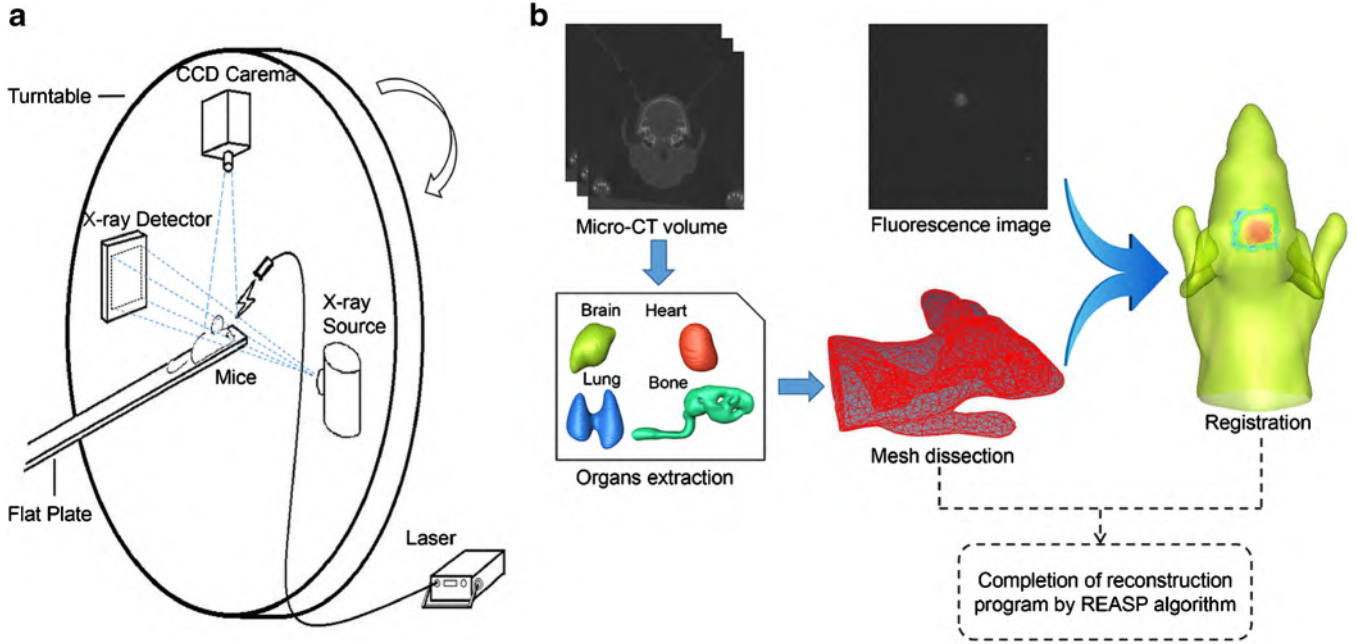 a
CCD Carema
Turntable
X-ray Detector
X-ray
Source
Mice
Flat Plate
Laser
b
Micro-CT volume
Fluorescence image
Brain
Heart
Lung
Bone
Organs extraction
Mesh dissection
Registration
Completion of reconstruction
program by REASP algorithm